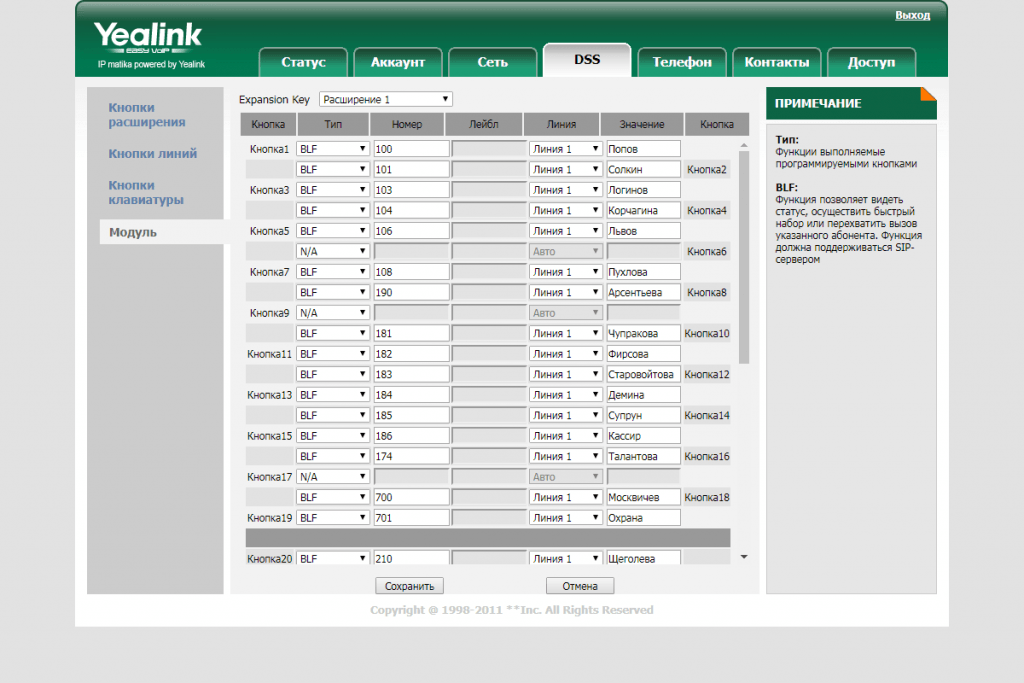 Выход
Yealink
EASY VOIP
IP matika powered by Yealink
Статус Аккаунт Сеть DSS Телефон Контакты Доступ
Кнопки расширения
Кнопки линий
Кнопки клавиатуры
Модуль
Expansion Key Расширение 1
Кнопка Тип Номер Лейбл Линия Значение Кнопка
Кнопка1 BLF 100 Линия 1 Попов
BLF 101 Линия 1 Солкин Кнопка2
Кнопка3 BLF 103 Линия 1 Логинов
BLF 104 Линия 1 Корчагина Кнопка4
Кнопка5 BLF 106 Линия 1 Львов
N/A Авто Кнопка6
Кнопка7 BLF 108 Линия 1 Пухлова
BLF 190 Линия 1 Арсентьева Кнопка8
Кнопка9 N/A Авто
BLF 181 Линия 1 Чупракова Кнопка10
Кнопка11 BLF 182 Линия 1 Фирсова
BLF 183 Линия 1 Старовойтова Кнопка12
Кнопка13 BLF 184 Линия 1 Демина
BLF 185 Линия 1 Супрун Кнопка14
Кнопка15 BLF 186 Линия 1 Кассир
BLF 174 Линия 1 Талантова Кнопка16
Кнопка17 N/A Авто
BLF 700 Линия 1 Москвичев Кнопка18
Кнопка19 BLF 701 Линия 1 Охрана
Кнопка20 BLF 210 Линия 1 Щеголева
Сохранить Отмена
ПРИМЕЧАНИЕ
Тип:
Функции выполняемые
программируемыми кнопками
BLF:
Функция позволяет видеть
статус, осуществить быстрый
набор или перехватить вызов
указанного абонента. Функция
должна поддерживаться SIP-
сервером
Copyright @ 1998-2011 **Inc. All Rights Reserved